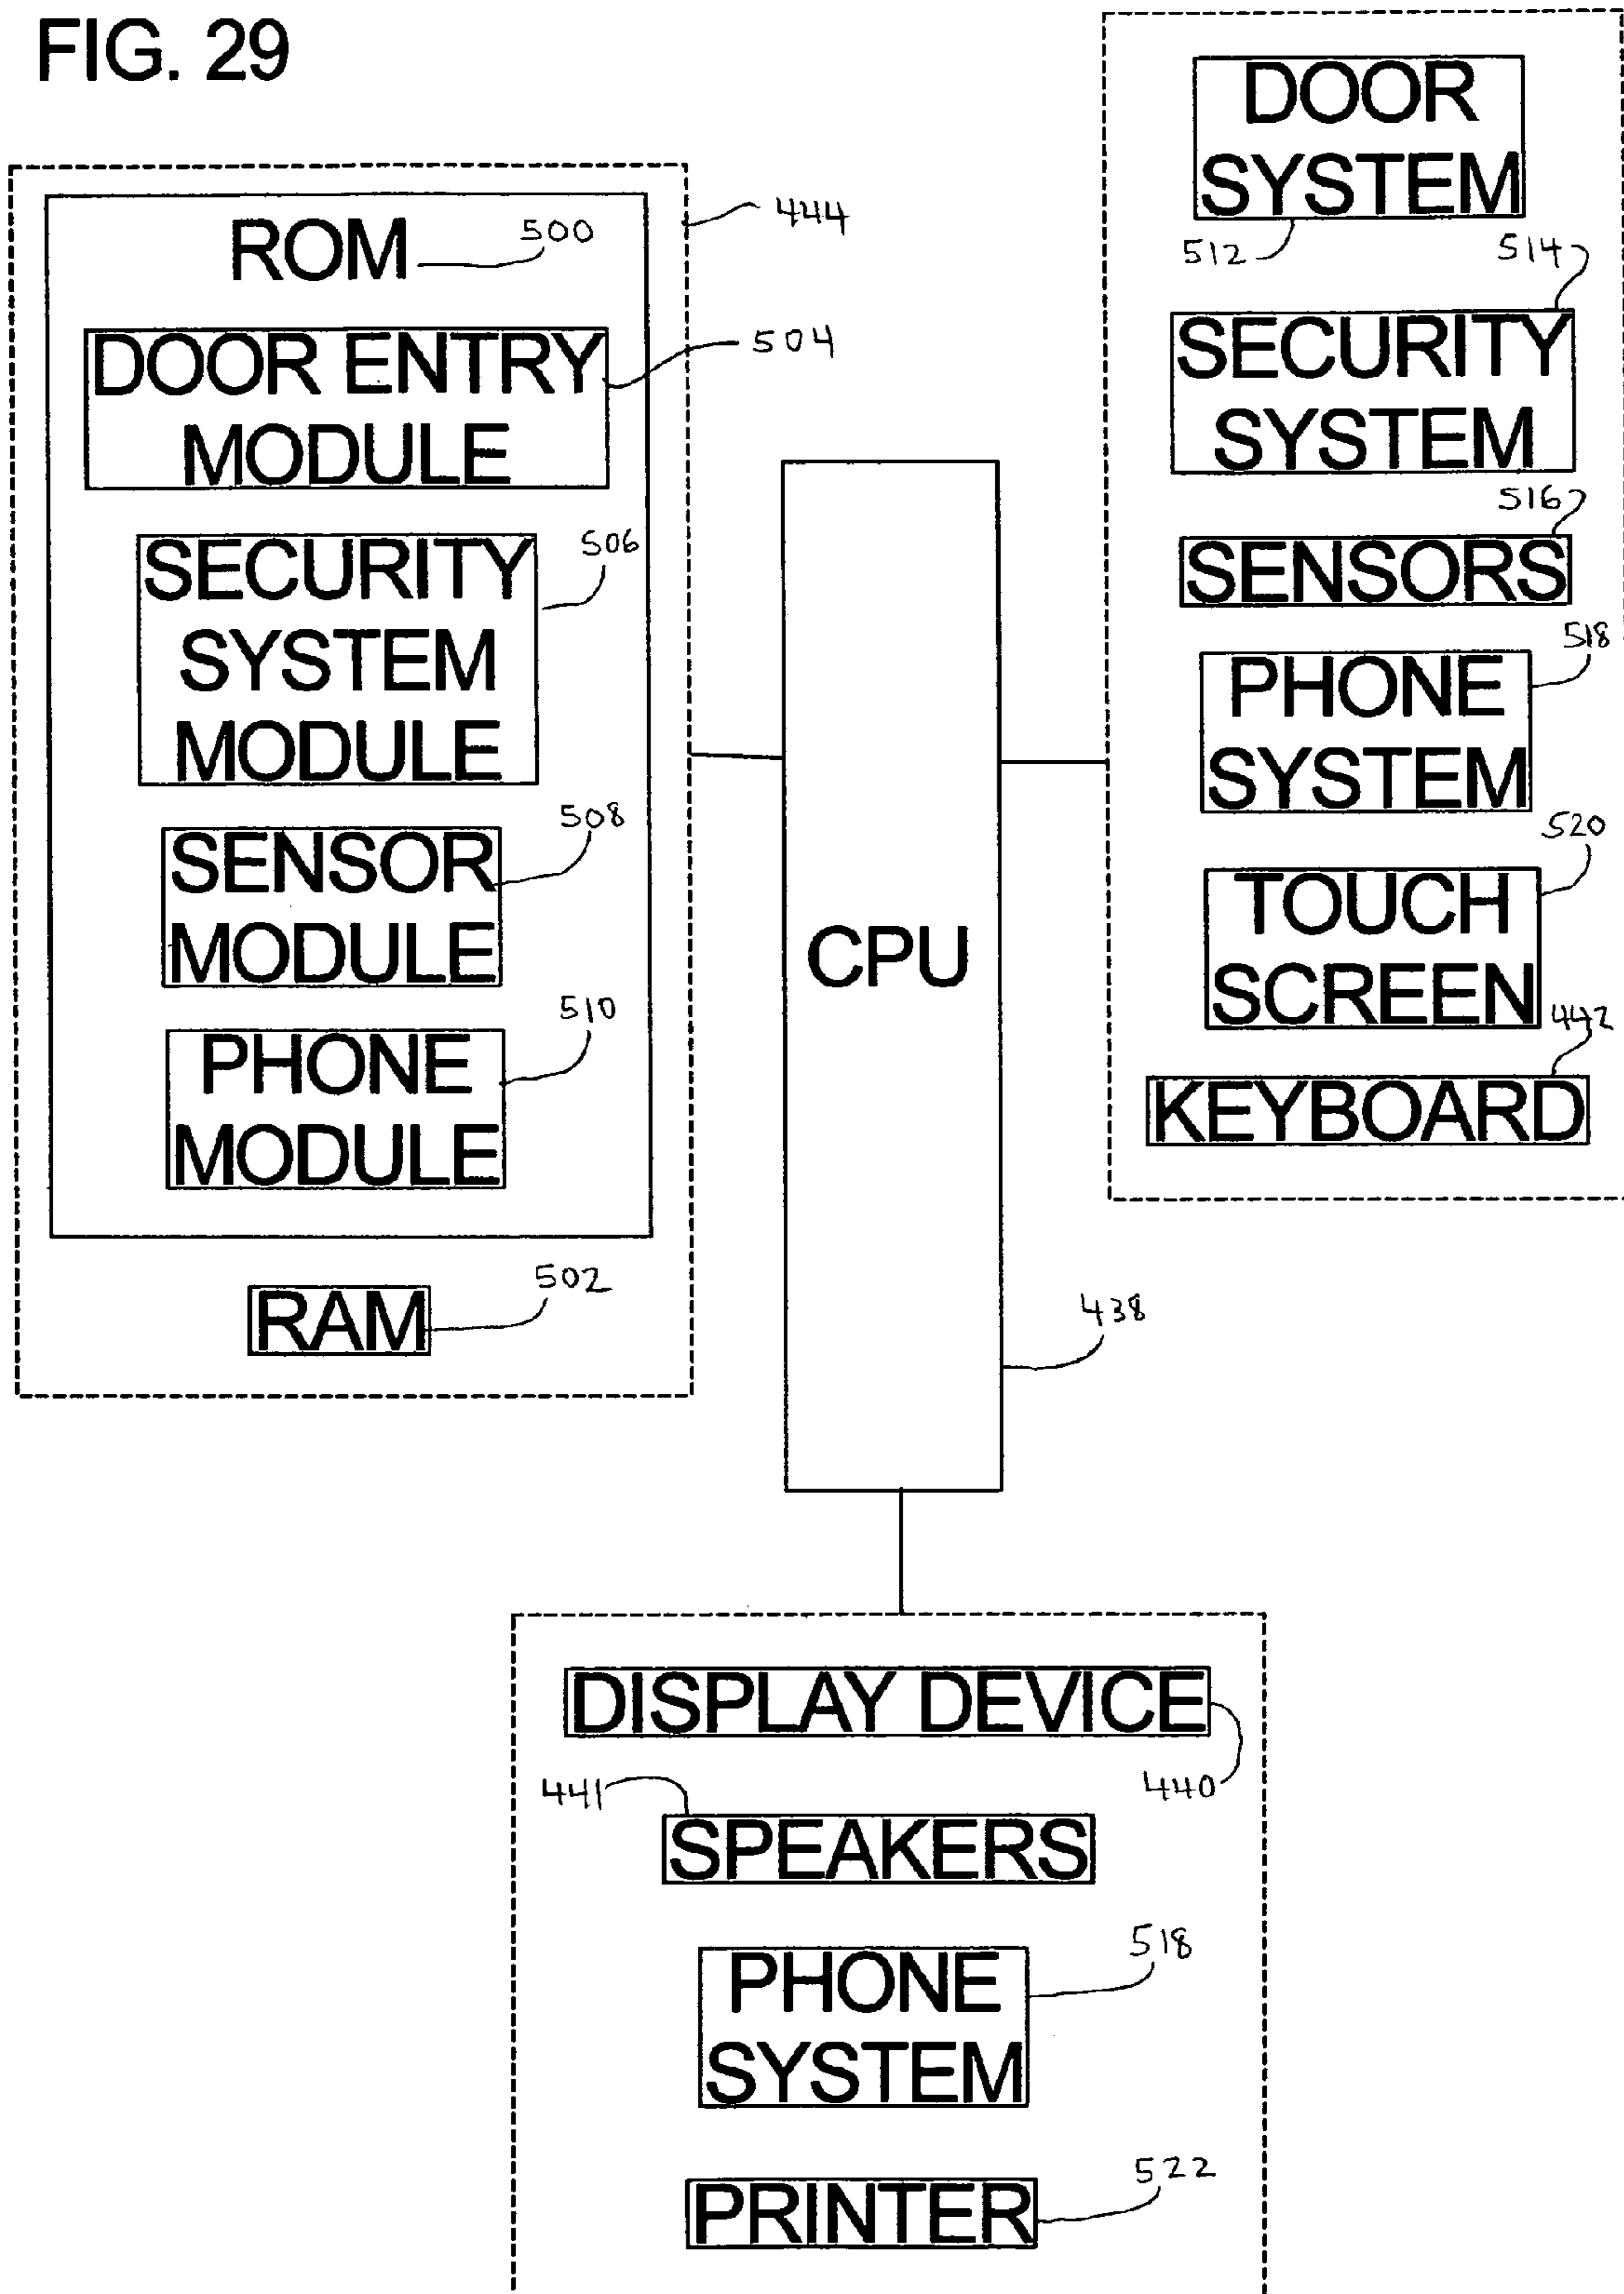 FIG. 29
444
ROM
500
DOOR ENTRY
MODULE
504
SECURITY
SYSTEM
MODULE
506
SENSOR
MODULE
508
PHONE
MODULE
510
RAM
502
CPU
438
DOOR
SYSTEM
512
514
SECURITY
SYSTEM
516
SENSORS
518
PHONE
SYSTEM
520
TOUCH
SCREEN
442
KEYBOARD
DISPLAY DEVICE
440
441
SPEAKERS
518
PHONE
SYSTEM
522
PRINTER